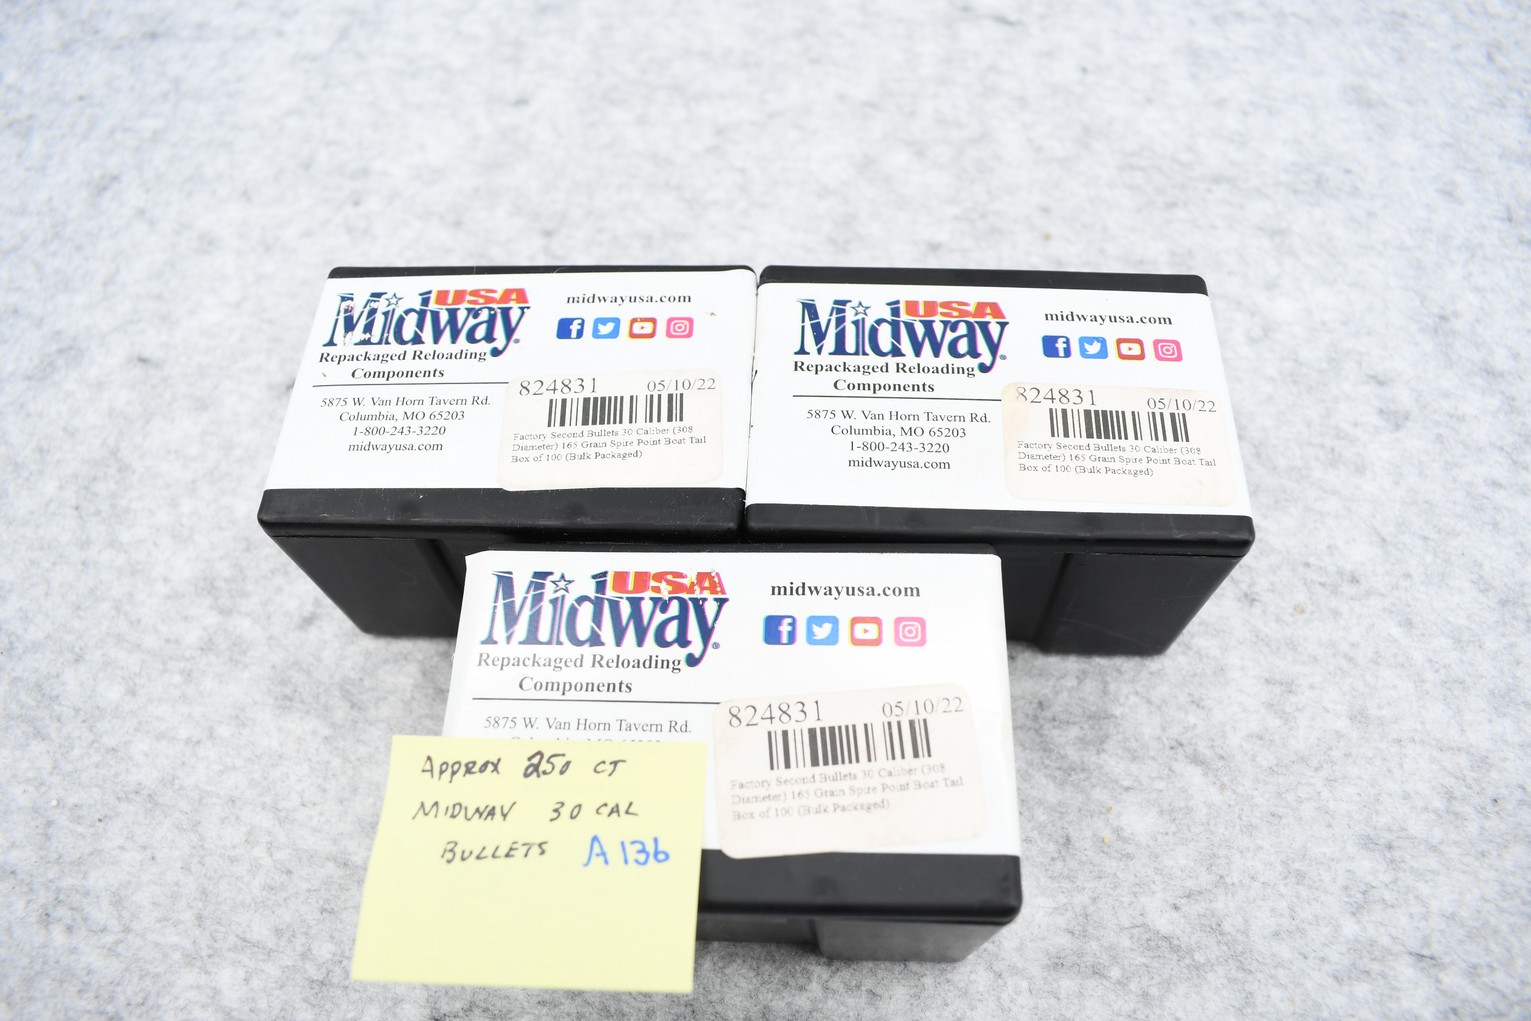 USA
Midway
Repackaged Reloading
Components
midwayusa.com
5875 W. Van Horn Tavern Rd.
Columbia, MO 65203
1-800-243-3220
midwayusa.com
824831 05/10/22
Factory Second Bullets 30 Caliber (308
Diameter) 165 Grain Spire Point Boat Tail
Box of 100 (Bulk Packaged)
USA
Midway
Repackaged Reloading
Components
midwayusa.com
5875 W. Van Horn Tavern Rd.
Columbia, MO 65203
1-800-243-3220
midwayusa.com
824831 05/10/22
Factory Second Bullets 30 Caliber (308
Diameter) 165 Grain Spire Point Boat Tail
Box of 100 (Bulk Packaged)
USA
Midway
Repackaged Reloading
Components
midwayusa.com
5875 W. Van Horn Tavern Rd.
824831 05/10/22
Factory Second Bullets 30 Caliber (308
Diameter) 165 Grain Spire Point Boat Tail
Box of 100 (Bulk Packaged)
APPROX 250 CT
MIDWAY 30 CAL
BULLETS A136